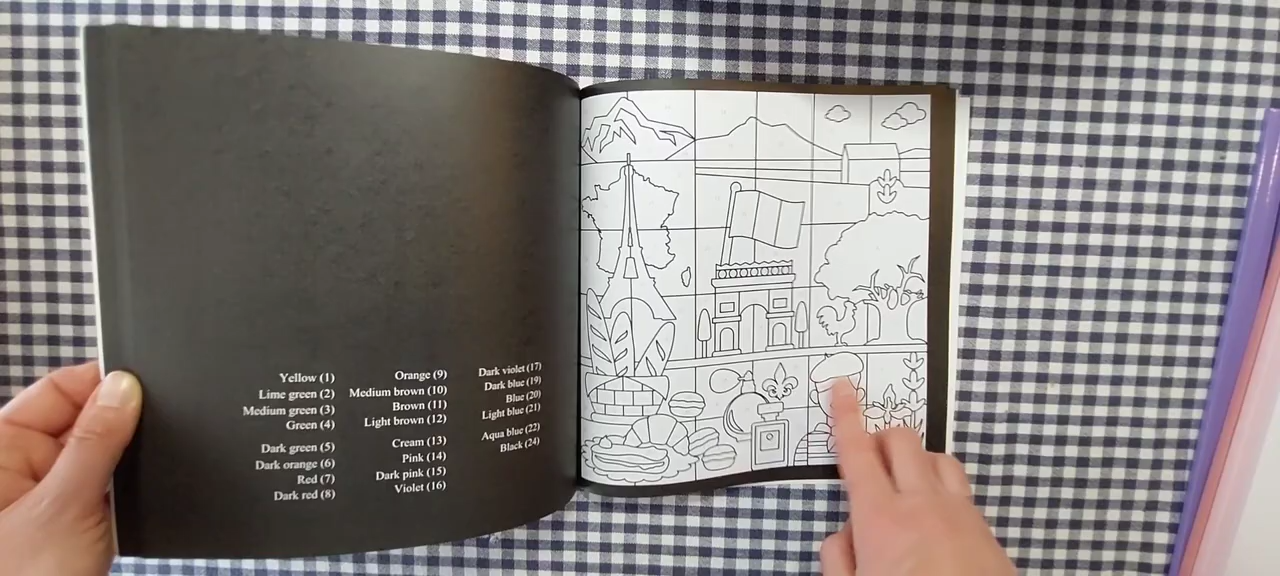 Yellow (1)
Lime green (2)
Medium green (3)
Green (4)
Dark green (5)
Dark orange (6)
Red (7)
Dark red (8)
Orange (9)
Medium brown (10)
Brown (11)
Light brown (12)
Cream (13)
Pink (14)
Dark pink (15)
Violet (16)
Dark violet (17)
Dark blue (19)
Blue (20)
Light blue (21)
Aqua blue (22)
Black (24)